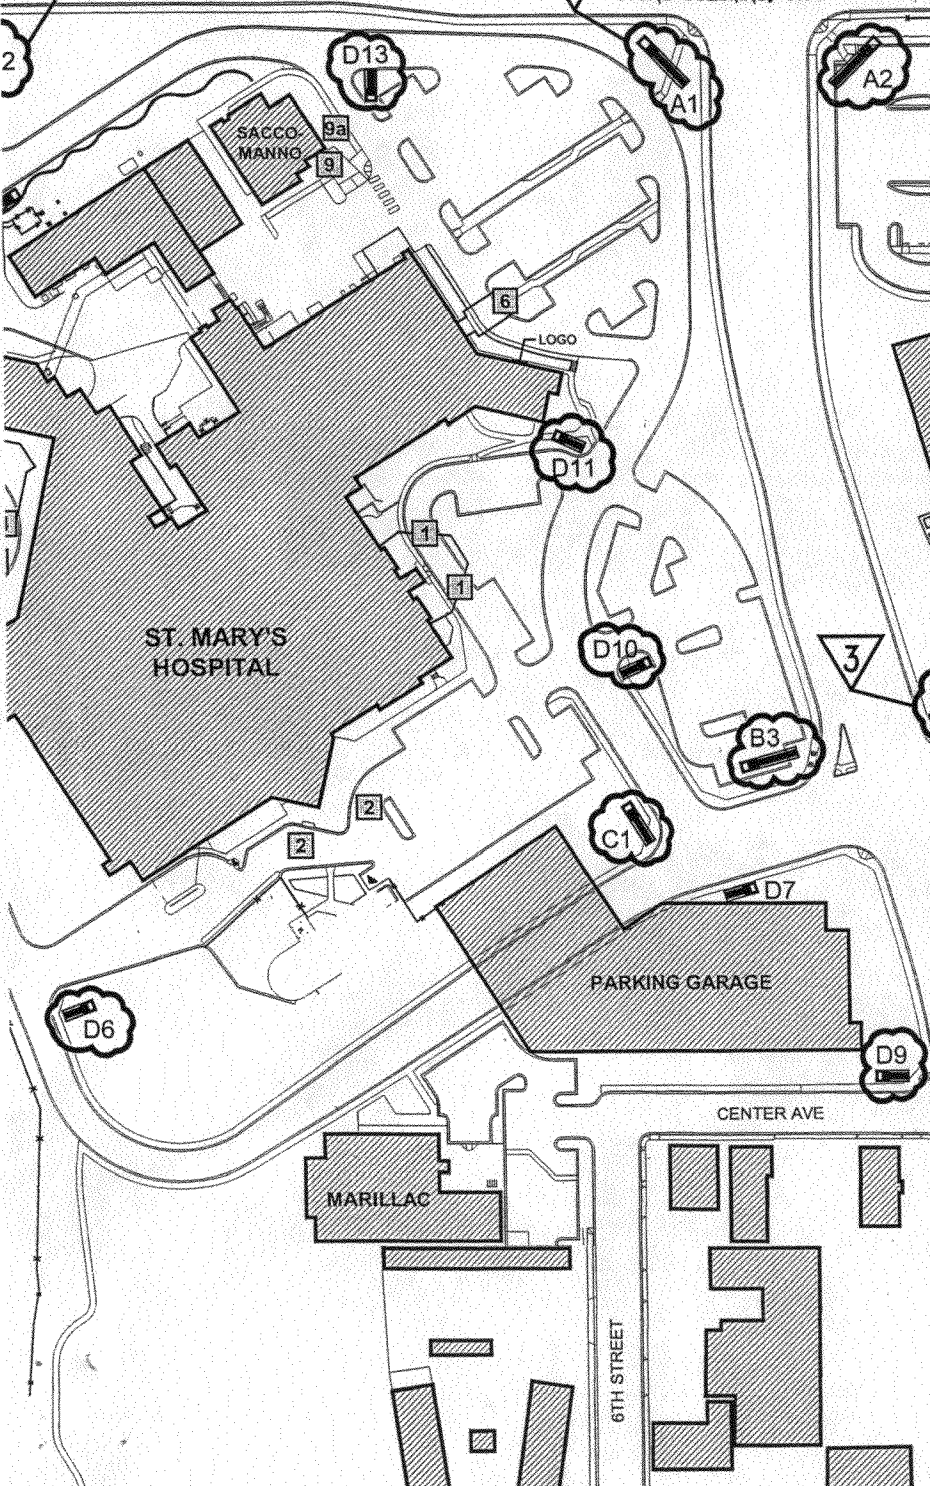 2
D13
A1
A2
9a
SACCO-
MANNO
9
6
LOGO
D11
1
1
ST. MARY'S
HOSPITAL
D10
3
B3
2
2
C1
D7
PARKING GARAGE
D6
D9
CENTER AVE
MARILLAC
6TH STREET